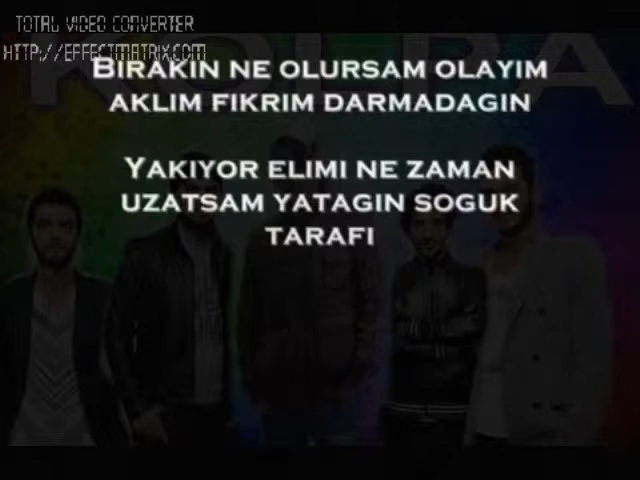 TOTAL VIDEO CONVERTER
HTTP://EFFECTMATRIX.COM
KOLPA
BIRAKIN NE OLURSAM OLAYIM
AKLIM FIKRIM DARMADAGIN
YAKIYOR ELIMI NE ZAMAN
UZATSAM YATAGIN SOGUK
TARAFI